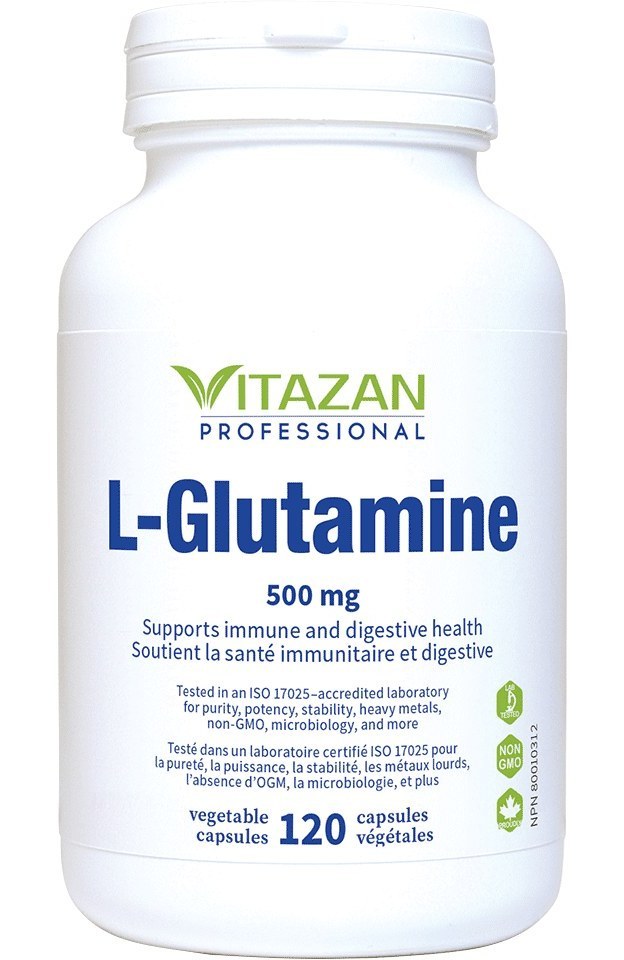 VITAZAN
PROFESSIONAL
L-Glutamine
500 mg
Supports immune and digestive health
Soutient la santé immunitaire et digestive
Tested in an ISO 17025–accredited laboratory
for purity, potency, stability, heavy metals,
non-GMO, microbiology, and more
Testé dans un laboratoire certifié ISO 17025 pour
la pureté, la puissance, la stabilité, les métaux lourds,
l’absence d’OGM, la microbiologie, et plus
vegetable
capsules
120
capsules
végétales
LAB
TESTED
NON
GMO
PROUDLY
NPN 80010312